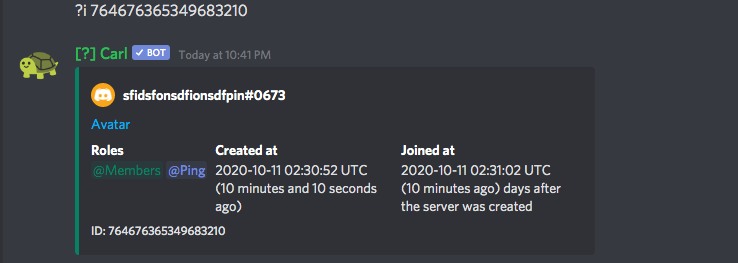 ?i 764676365349683210
[?] Carl ✓ BOT Today at 10:41 PM
sfidsfonsdfionsdfpin#0673
Avatar
Roles Created at Joined at
@Members @Ping 2020-10-11 02:30:52 UTC 2020-10-11 02:31:02 UTC
(10 minutes and 10 seconds (10 minutes ago) days after
ago) the server was created
ID: 764676365349683210